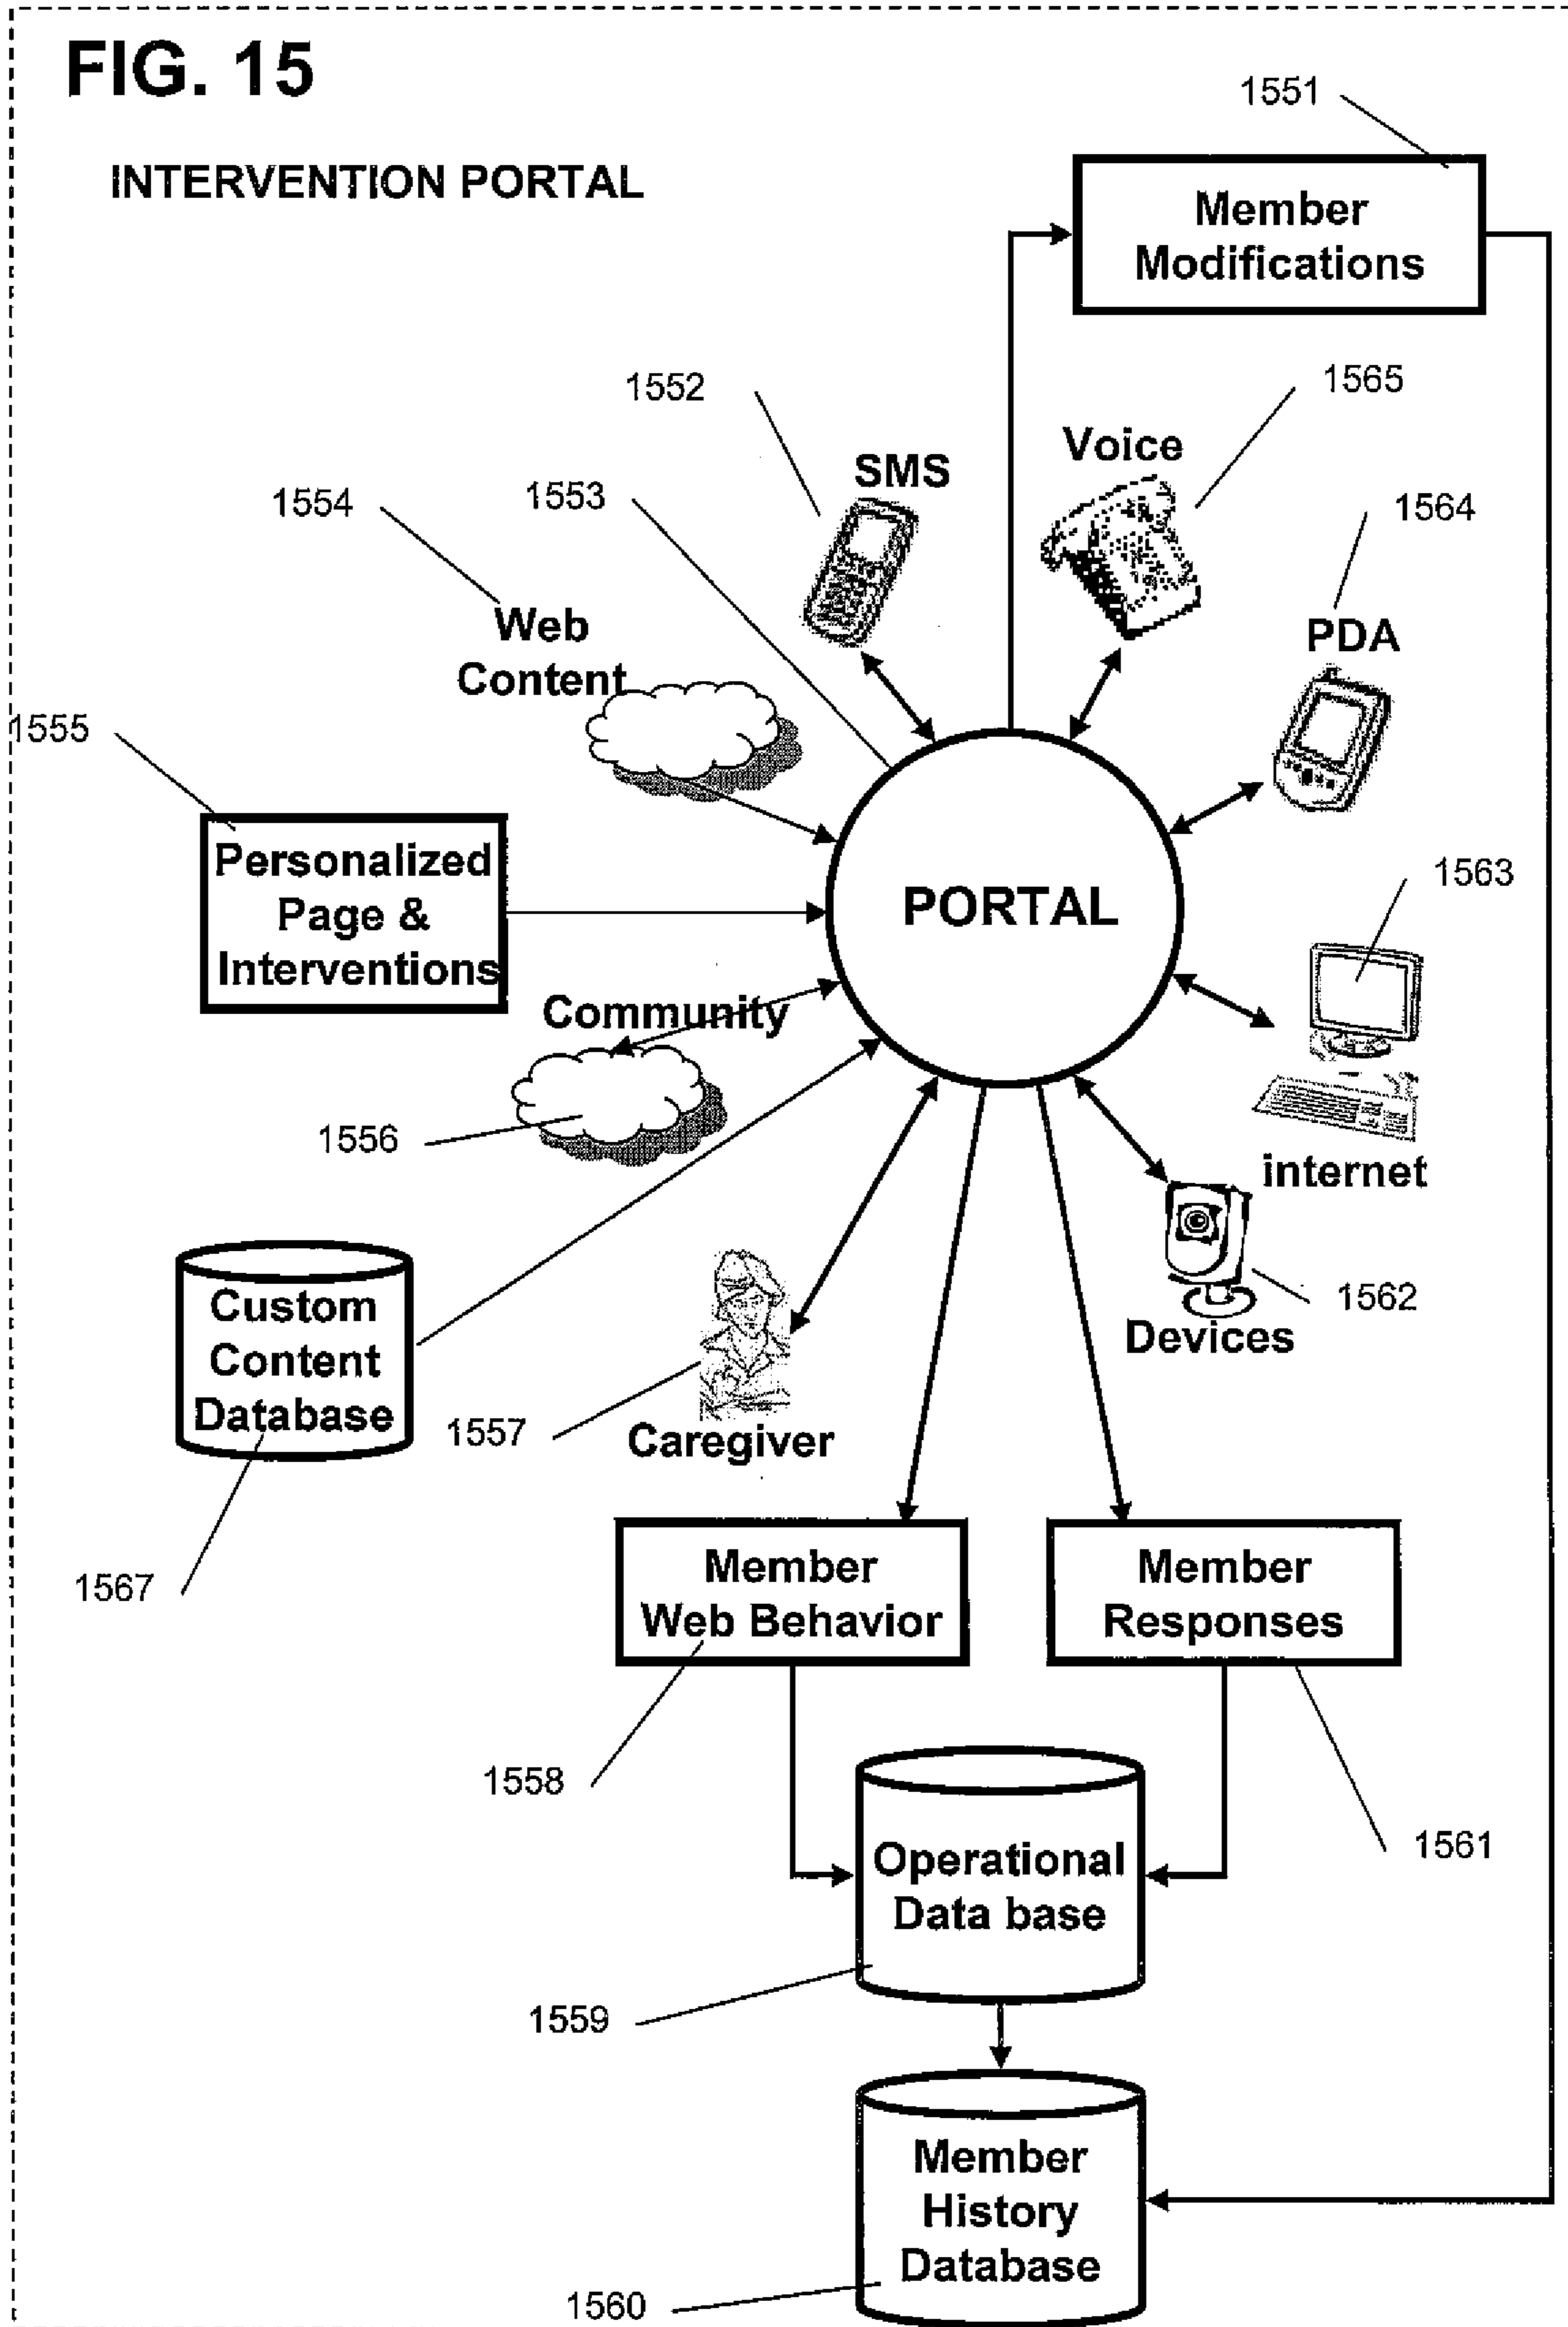 FIG. 15
INTERVENTION PORTAL
1551
Member
Modifications
1552
1565
SMS
Voice
1554
1553
1564
Web
Content
PDA
1555
Personalized
Page &
Interventions
PORTAL
1563
Community
1556
internet
Custom
Content
Database
1562
Devices
1557
Caregiver
1567
Member
Web Behavior
Member
Responses
1558
1561
Operational
Data base
1559
Member
History
Database
1560